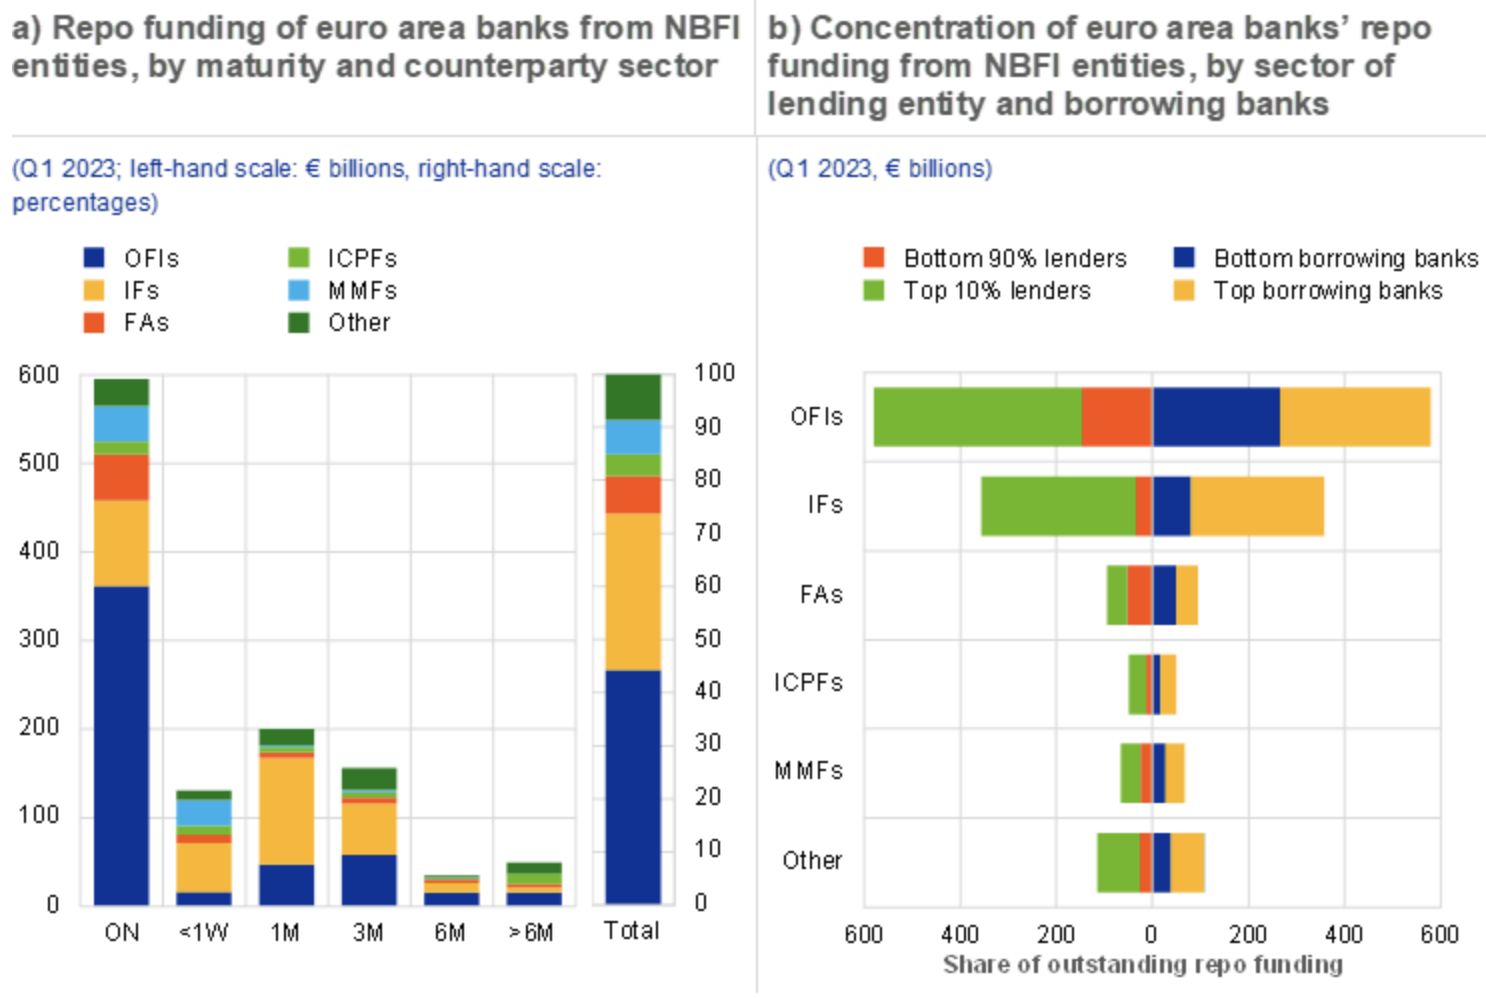 a) Repo funding of euro area banks from NBFI
entities, by maturity and counterparty sector
(Q1 2023; left-hand scale: € billions, right-hand scale:
percentages)
OFIs
ICPFs
IFs
MMFs
FAs
Other
600
500
400
300
200
100
0
100
90
80
70
60
50
40
30
20
10
0
ON
<1W
1M
3M
6M
>6M
Total
b) Concentration of euro area banks’ repo
funding from NBFI entities, by sector of
lending entity and borrowing banks
(Q1 2023, € billions)
Bottom 90% lenders
Bottom borrowing banks
Top 10% lenders
Top borrowing banks
OFIs
IFs
FAs
ICPFs
MMFs
Other
600
400
200
0
200
400
600
Share of outstanding repo funding